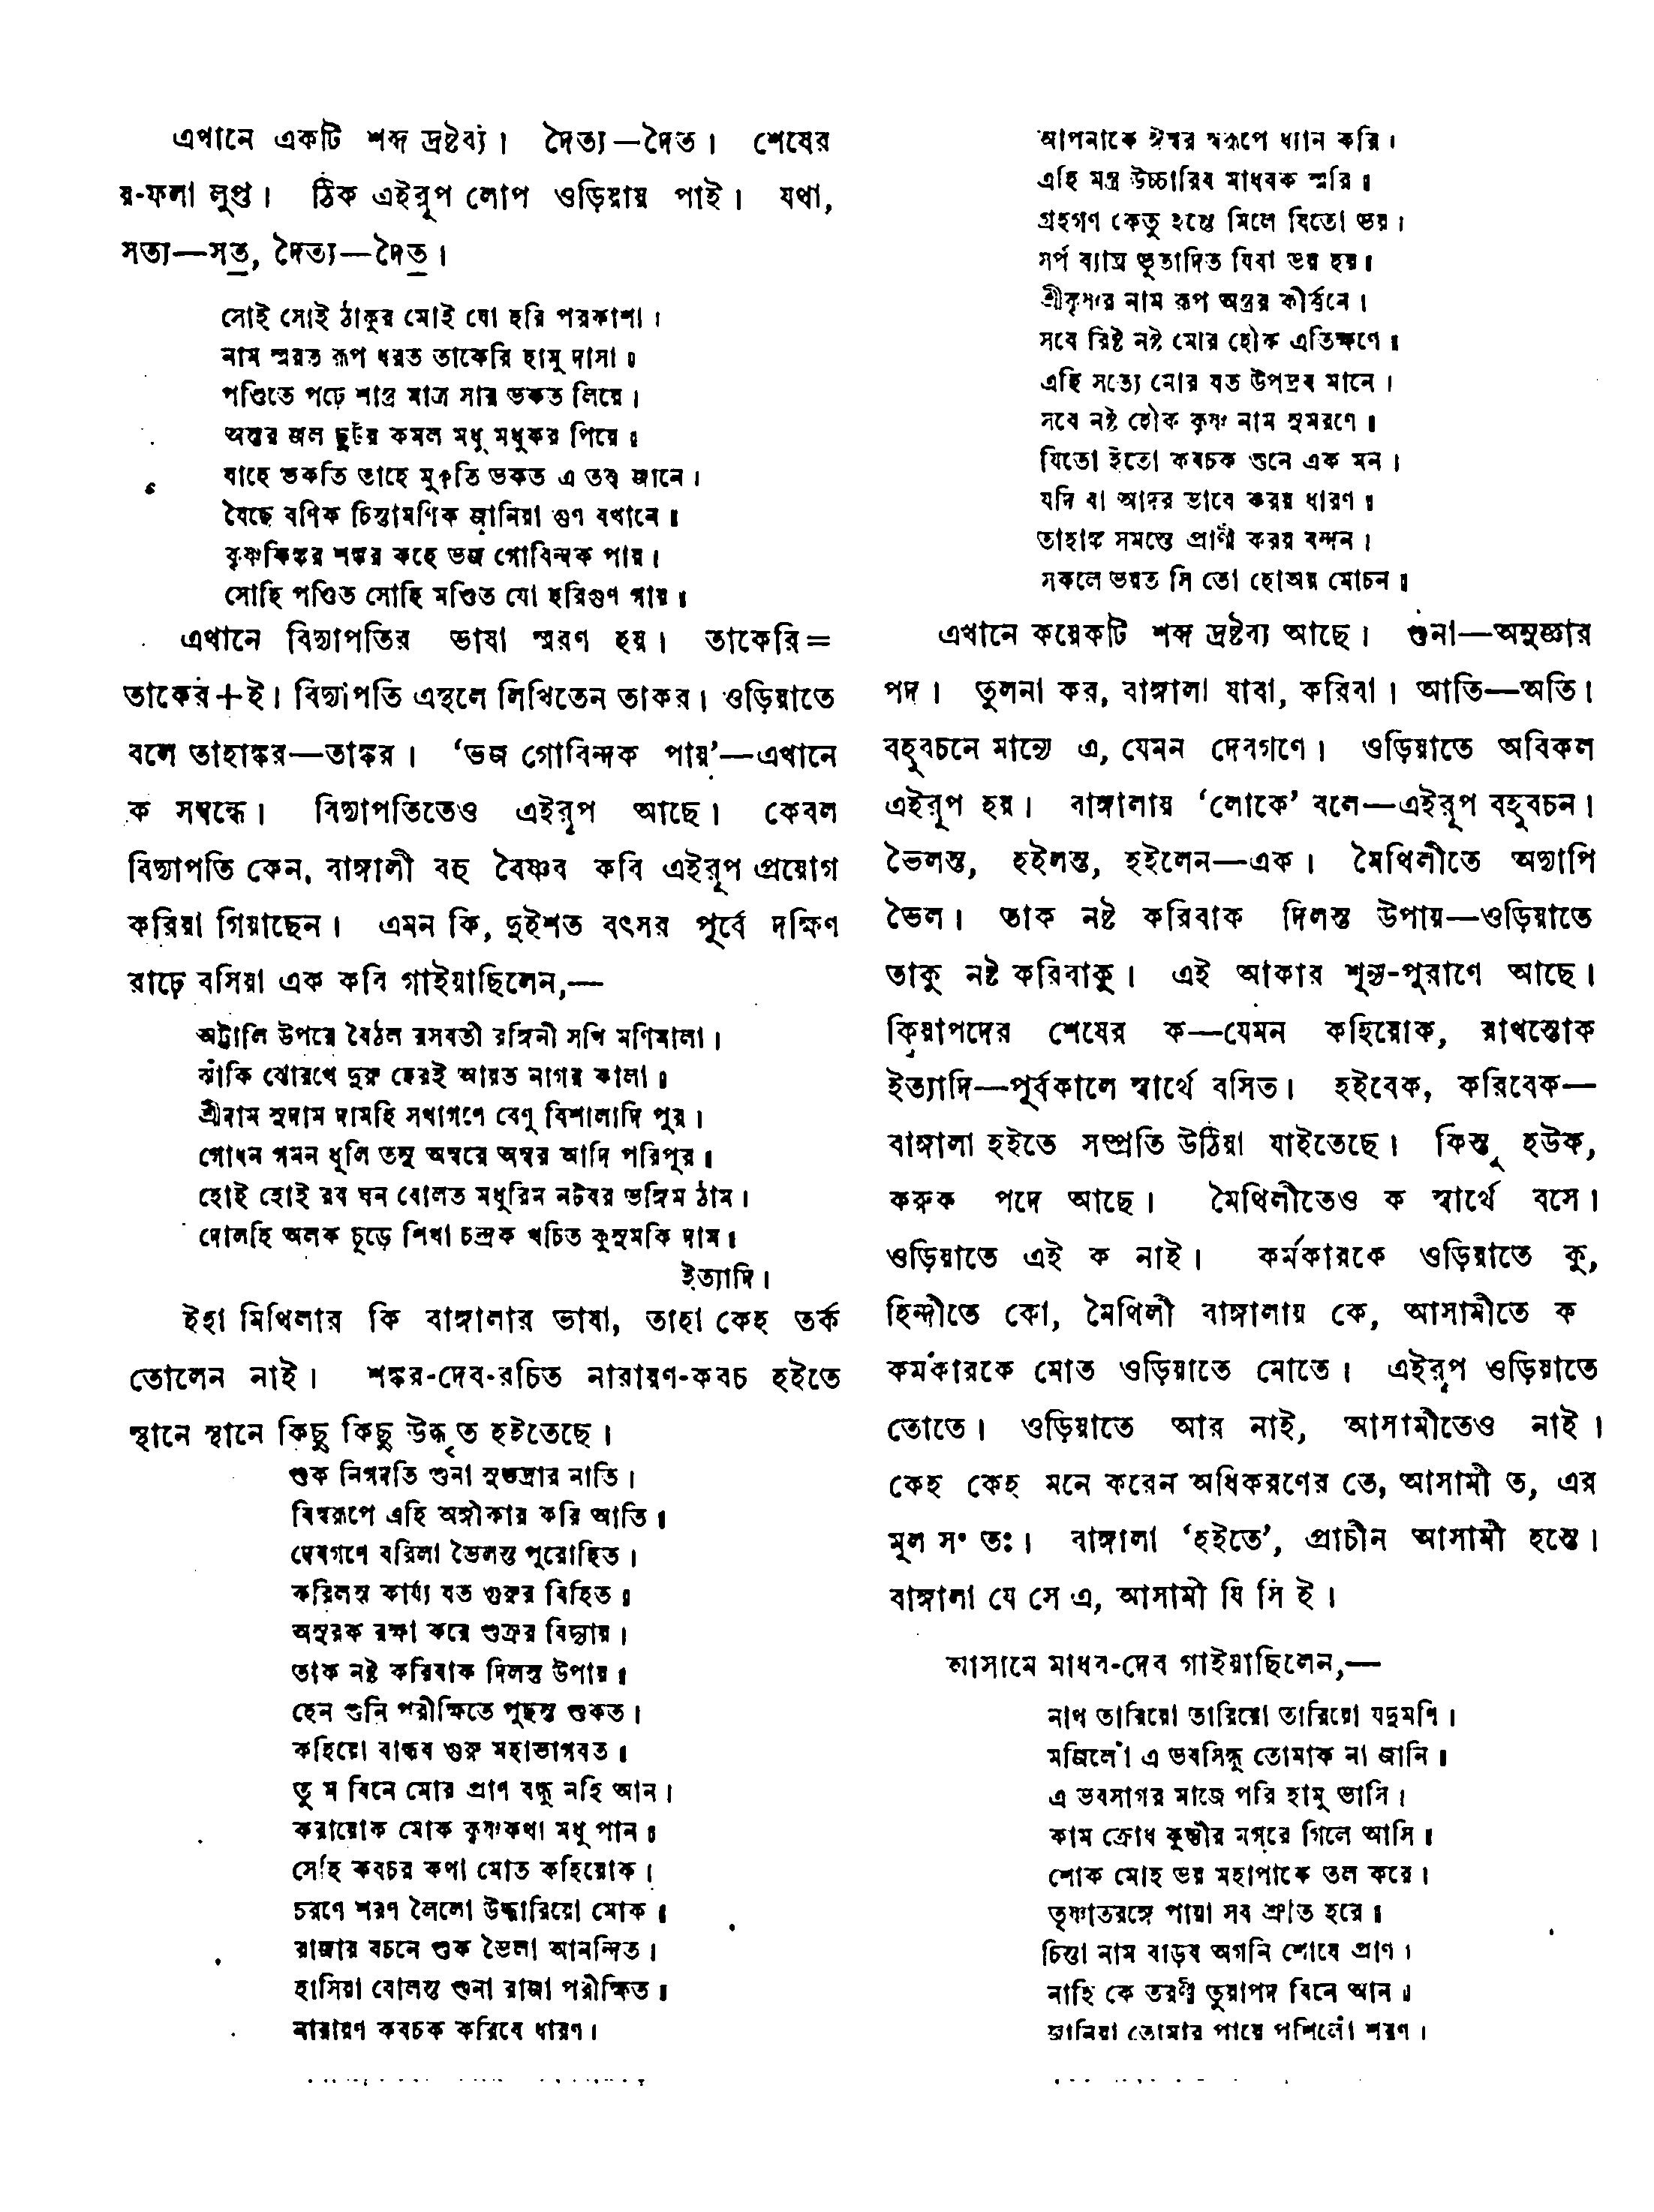 এখানে একটি শব্দ দ্রষ্টব্য। দৈত্য—দৈত। শেষের
য়-ফলা লুপ্ত। ঠিক এইরূপ লোপ ওড়িয়ায় পাই। যথা,
সত্য—সত্ত, দৈত্য—দৈত্ত।
সোই সোই ঠাকুর মোই যো হরি পরকাশা।
নাম স্মরত রূপ ধরত তাকেরি হামু দাসা॥
পণ্ডিতে পঢ়ে শাস্ত্র মাত্র সার ভকত লিয়ে।
অন্তর জল ছুটয় কমল মধু মধুকর পিয়ে॥
যাহে ভকতি তাহে মুকুতি ভকত এ তত্ত্ব জানে।
যৈছে বণিক চিন্তামণিক জানিয়া গুণ বখানে॥
কৃষ্ণকিঙ্কর শঙ্কর কহে ভজ গোবিন্দক পায়।
সোহি পণ্ডিত সোহি মণ্ডিত যো হরিগুণ গায়॥
এখানে বিদ্যাপতির ভাষা স্মরণ হয়। তাকেরি=
তাকের+ই। বিদ্যাপতি এস্থলে লিখিতেন তাকর। ওড়িয়াতে
বলে তাহাঙ্কর—তাঙ্কর। ‘ভজ গোবিন্দক পায়’—এখানে
ক সম্বন্ধে। বিদ্যাপতিতেও এইরূপ আছে। কেবল
বিদ্যাপতি কেন, বাঙ্গালী বহু বৈষ্ণব কবি এইরূপ প্রয়োগ
করিয়া গিয়াছেন। এমন কি, দুইশত বৎসর পূর্বে দক্ষিণ
রাঢ়ে বসিয়া এক কবি গাইয়াছিলেন,—
অট্টালি উপরে বৈঠল রসবতী রঙ্গিনী সখি মণিমালা।
ঝাঁকি ঝোরখে দুরু হেরই আয়ত নাগর কালা॥
শ্রীদাম সুদাম দামহি সখাগণে বেণু বিশালাদি পুর।
গোধন গমন ধূলি তনু অম্বরে অম্বর আদি পরিপুর॥
হোই হোই রব ঘন বোলত মধুরিম নটবর ভঙ্গিম ঠাম।
দোলহি অলক চূড়ে শিখা চন্দ্রক খচিত কুসুমকি দাম॥
ইত্যাদি।
ইহা মিথিলার কি বাঙ্গালার ভাষা, তাহা কেহ তর্ক
তোলেন নাই। শঙ্কর-দেব-রচিত নারায়ণ-কবচ হইতে
স্থানে স্থানে কিছু কিছু উদ্ধৃত হইতেছে।
শুক নিগদতি শুনা সুভদ্রার নাতি।
বিশ্বরূপে এহি অঙ্গীকার করি আতি॥
দেবগণে বরিলা ভৈলন্ত পুরোহিত।
করিলন্ত কার্য্য যত গুরুর বিহিত॥
অসুরক রক্ষা করে শুক্রর বিদ্যায়।
তাক নষ্ট করিবাক দিলন্ত উপায়॥
হেন শুনি পরীক্ষিতে পুছন্ত শুকত।
কহিয়ো বান্ধব গুরু মহাভাগবত॥
তুমি বিনে মোর প্রাণ বন্ধু নহি আন।
করায়োক মোক কৃষ্ণকথা মধু পান॥
সেহি কবচর কথা মোত কহিয়োক।
চরণে শরণ লৈলো উদ্ধারিয়ো মোক॥
রাজার বচনে শুক ভৈলা আনন্দিত।
হাসিয়া বোলন্ত শুনা রাজা পরীক্ষিত॥
নারায়ণ কবচক করিবে ধারণ।
আপনাকে ঈশ্বর স্বরূপে ধ্যান করি।
এহি মন্ত্র উচ্চারিব মাধবক স্মরি॥
গ্রহগণ কেতু হন্তে মিলে যিতো ভয়।
সর্প ব্যাঘ্র ভূতাদিত যিবা ভয় হয়॥
শ্রীকৃষ্ণর নাম রূপ অন্তর কীর্ত্তনে।
সবে রিষ্ট নষ্ট মোর হৌক এতিক্ষণে॥
এহি সত্যে মোর যত উপদ্রব মানে।
সবে নষ্ট হৌক কৃষ্ণ নাম সুমরণে॥
যিতো ইতো কবচক শুনে এক মন।
যদি বা আদর ভাবে করয় ধারণ॥
তাহাঙ্ক সমস্তে প্রাণী করয় বন্দন।
সকলে ভয়ত সি তো হোঅয় মোচন॥
এখানে কয়েকটি শব্দ দ্রষ্টব্য আছে। শুনা—অনুজ্ঞার
পদ। তুলনা কর, বাঙ্গালা যাবা, করিবা। আতি—অতি।
বহুবচনে মান্যে এ, যেমন দেবগণে। ওড়িয়াতে অবিকল
এইরূপ হয়। বাঙ্গালায় ‘লোকে’ বলে—এইরূপ বহুবচন।
ভৈলন্ত, হইলন্ত, হইলেন—এক। মৈথিলীতে অদ্যাপি
ভৈল। তাক নষ্ট করিবাক দিলন্ত উপায়—ওড়িয়াতে
তাকু নষ্ট করিবাকু। এই আকার শূন্য-পুরাণে আছে।
ক্রিয়াপদের শেষের ক—যেমন কহিয়োক, রাখন্তোক
ইত্যাদি—পূর্বকালে স্বার্থে বসিত। হইবেক, করিবেক—
বাঙ্গালা হইতে সম্প্রতি উঠিয়া যাইতেছে। কিন্তু হউক,
করুক পদে আছে। মৈথিলীতেও ক স্বার্থে বসে।
ওড়িয়াতে এই ক নাই। কর্মকারকে ওড়িয়াতে কু,
হিন্দীতে কো, মৈথিলী বাঙ্গালায় কে, আসামীতে ক
কর্মকারকে মোত ওড়িয়াতে মোতে। এইরূপ ওড়িয়াতে
তোতে। ওড়িয়াতে আর নাই, আসামীতেও নাই।
কেহ কেহ মনে করেন অধিকরণের তে, আসামী ত, এর
মূল স° তঃ। বাঙ্গালা ‘হইতে’, প্রাচীন আসামী হন্তে।
বাঙ্গালা যে সে এ, আসামী যি সি ই।
আসামে মাধব-দেব গাইয়াছিলেন,—
নাথ তারিয়ো তারিয়ো তারিয়ো যদুমণি।
মজিলোঁ এ ভবসিন্ধু তোমাক না জানি॥
এ ভবসাগর মাজে পরি হামু ভাসি।
কাম ক্রোধ কুম্ভীর মগরে গিলে আসি॥
শোক মোহ ভয় মহাপাকে তল করে।
তৃষ্ণাতরঙ্গে পায়া সব শ্রুতি হরে॥
চিন্তা নাম বাড়ব অগনি শোষে প্রাণ।
নাহি কে তরণী তুয়াপদ বিনে আন॥
জানিয়া তোমার পায়ে পশিলোঁ শরণ।